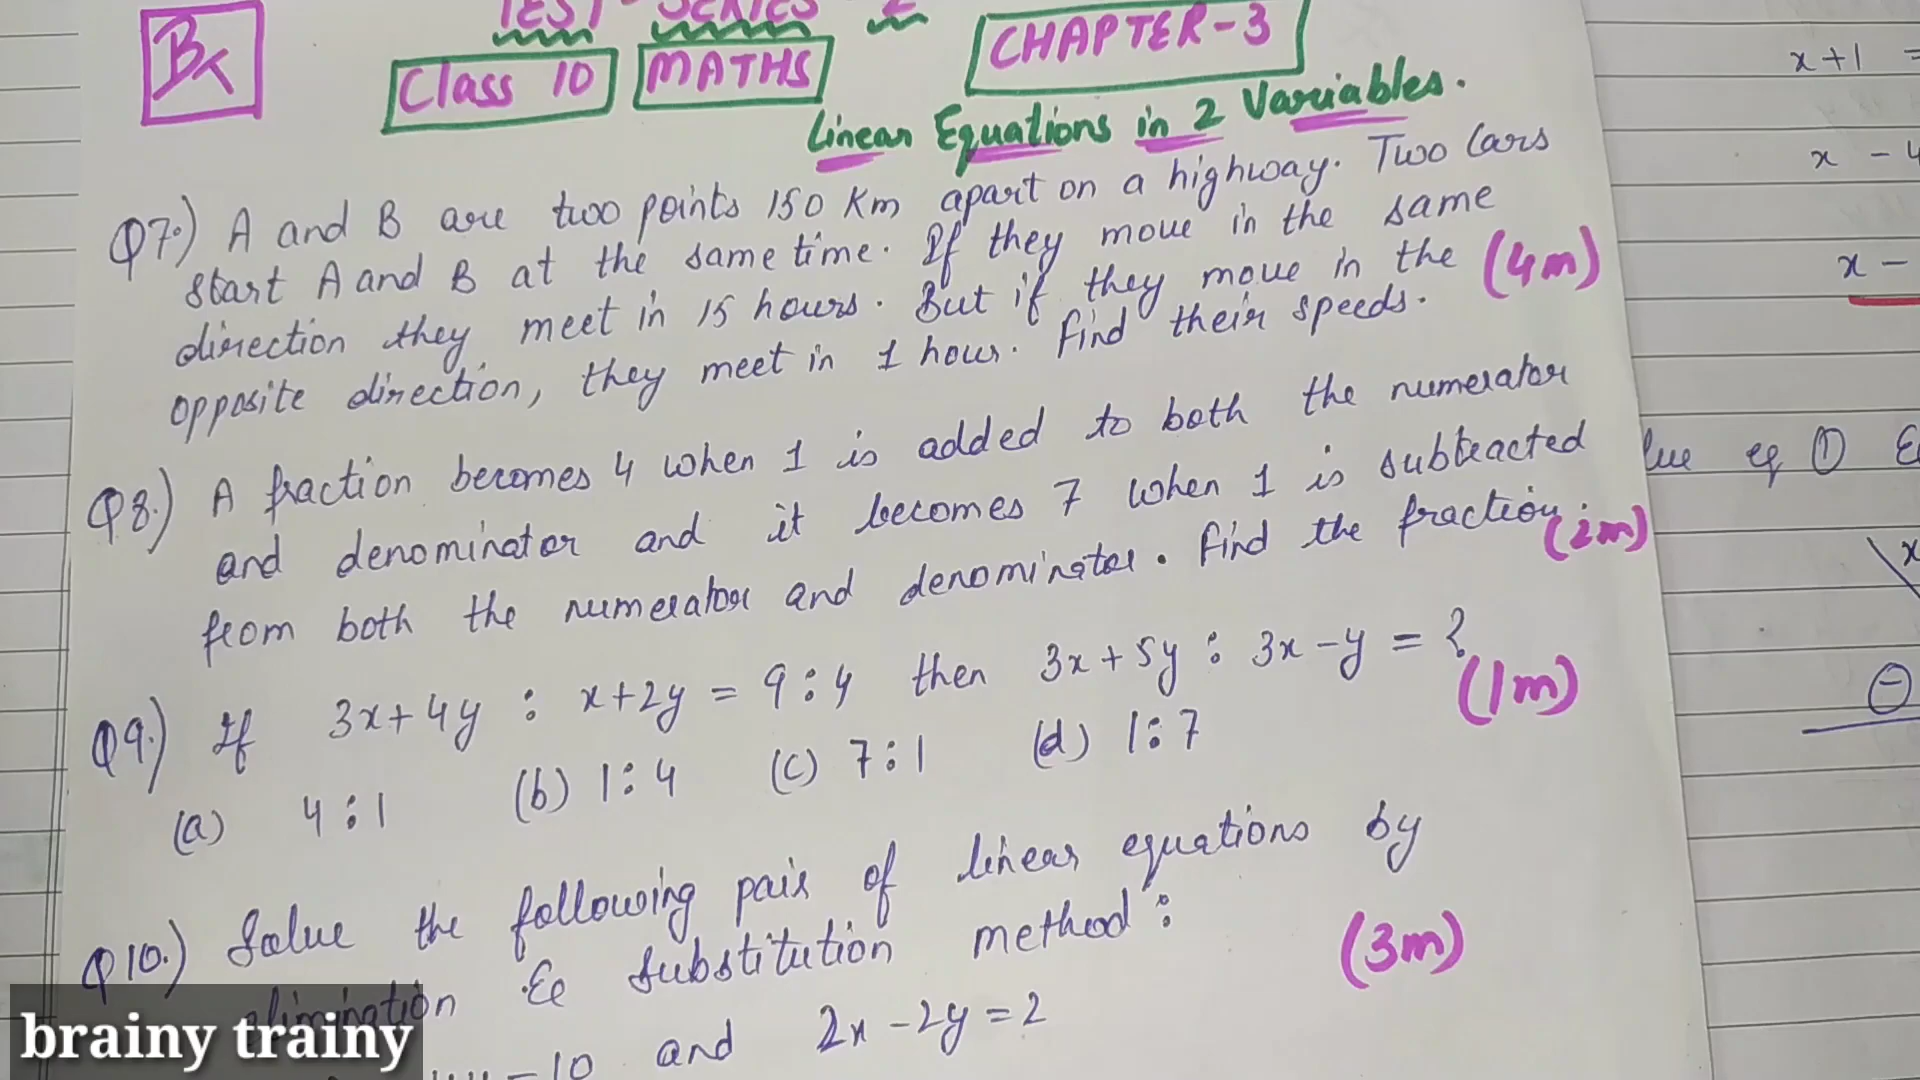 TEST SERIES
BT
Class 10 MATHS CHAPTER-3
Linear Equations in 2 Variables.
Q7.) A and B are two points 150 Km apart on a highway. Two Cars
start A and B at the same time. If they move in the same
direction they meet in 15 hours. But if they move in the (4m)
opposite direction, they meet in 1 hour. Find their speeds.
Q8.) A fraction becomes 4 when 1 is added to both the numerator
and denominator and it becomes 7 when 1 is subtracted
from both the numerator and denominator. Find the fraction. (2m)
Q9.) If 3x+4y : x+2y = 9:4 then 3x+5y : 3x-y = ? (1m)
(a) 4:1 (b) 1:4 (c) 7:1 (d) 1:7
Q10.) Solve the following pair of linear equations by
elimination & substitution method: (3m)
10 and 2x-2y=2
x+1 =
x - 4
x -
eq ①
x
⊖
brainy trainy